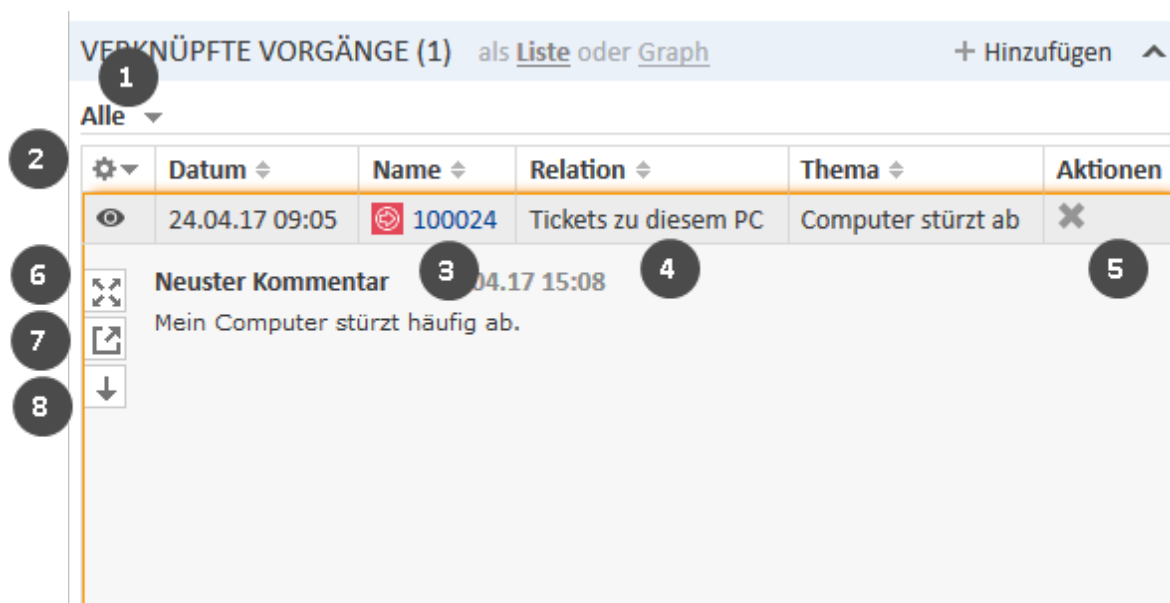 VERKNÜPFTE VORGÄNGE (1) als Liste oder Graph + Hinzufügen
1
Alle
2
Datum Name Relation Thema Aktionen
24.04.17 09:05 100024 Tickets zu diesem PC Computer stürzt ab
6 3 4 5
Neuster Kommentar 04.17 15:08
7
Mein Computer stürzt häufig ab.
8